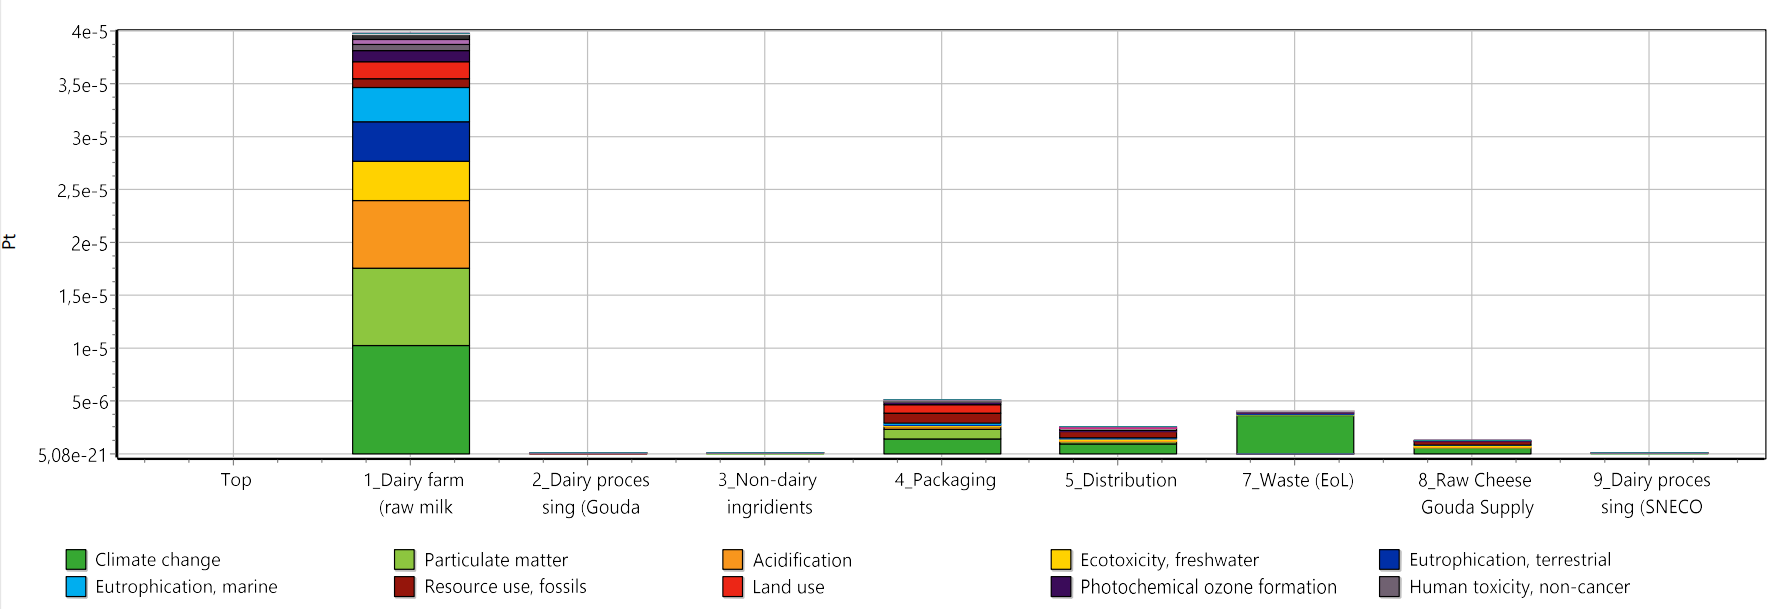 4e-5
3,5e-5
3e-5
2,5e-5
2e-5
1,5e-5
1e-5
5e-6
5,08e-21
Pt
Top
1_Dairy farm
(raw milk
2_Dairy proces
sing (Gouda
3_Non-dairy
ingridients
4_Packaging
5_Distribution
7_Waste (EoL)
8_Raw Cheese
Gouda Supply
9_Dairy proces
sing (SNECO
Climate change
Particulate matter
Acidification
Ecotoxicity, freshwater
Eutrophication, terrestrial
Eutrophication, marine
Resource use, fossils
Land use
Photochemical ozone formation
Human toxicity, non-cancer